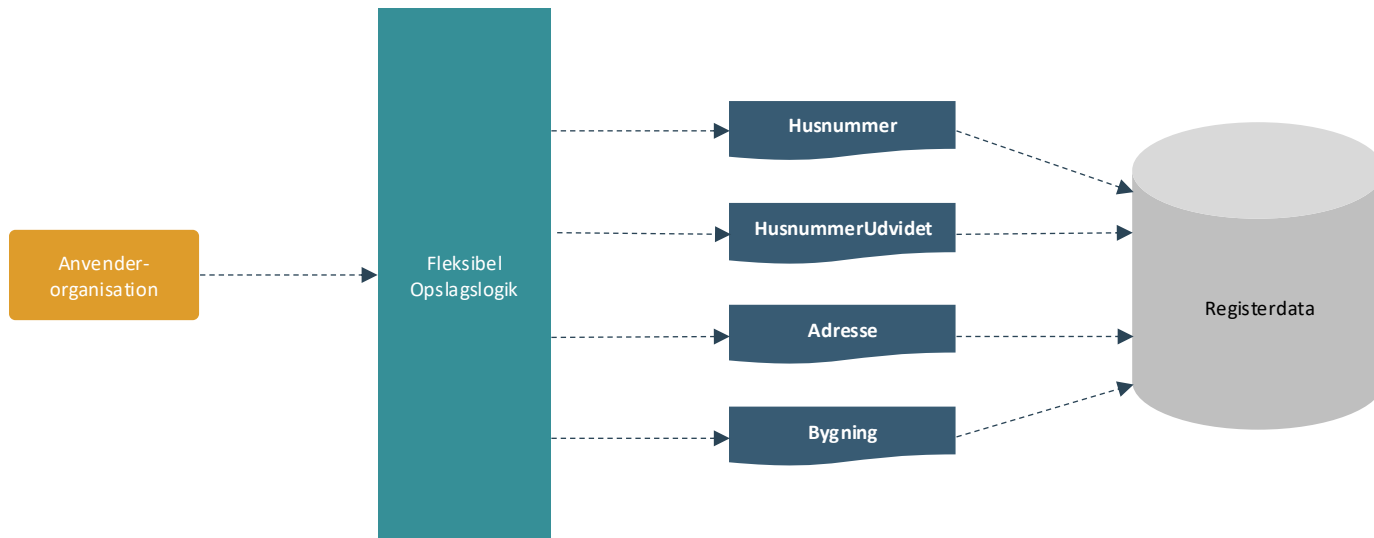 Anvender-
organisation
Fleksibel
Opslagslogik
Husnummer
HusnummerUdvidet
Adresse
Bygning
Registerdata